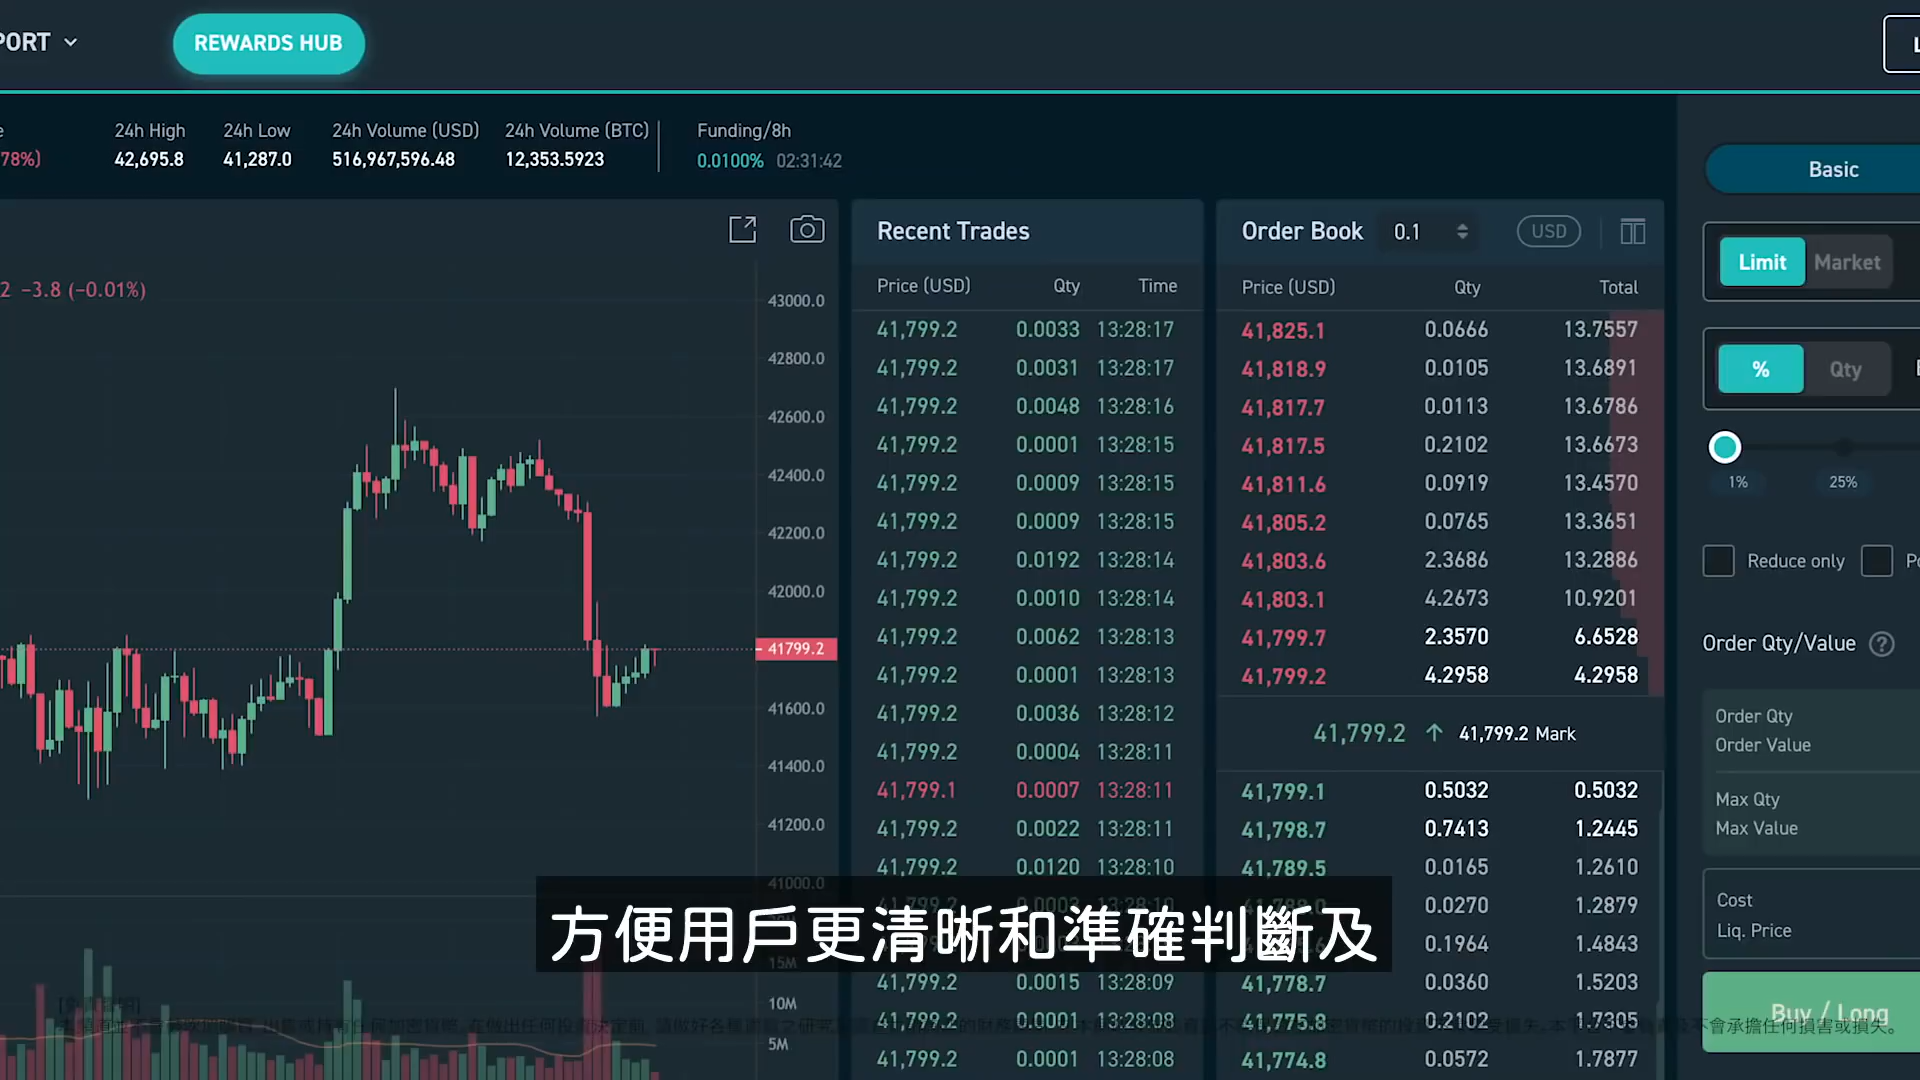 PORT
REWARDS HUB
24h High
24h Low
24h Volume (USD)
24h Volume (BTC)
Funding/8h
78%)
42,695.8
41,287.0
516,967,596.48
12,353.5923
0.0100% 02:31:42
2 −3.8 (−0.01%)
43000.0
42800.0
42600.0
42400.0
42200.0
42000.0
41799.2
41600.0
41400.0
41200.0
41000.0
15M
10M
5M
Recent Trades
Price (USD) Qty Time
41,799.2 0.0033 13:28:17
41,799.2 0.0031 13:28:17
41,799.2 0.0048 13:28:16
41,799.2 0.0001 13:28:15
41,799.2 0.0009 13:28:15
41,799.2 0.0009 13:28:15
41,799.2 0.0192 13:28:14
41,799.2 0.0010 13:28:14
41,799.2 0.0062 13:28:13
41,799.2 0.0001 13:28:13
41,799.2 0.0036 13:28:12
41,799.2 0.0004 13:28:11
41,799.1 0.0007 13:28:11
41,799.2 0.0022 13:28:11
41,799.2 0.0120 13:28:10
41,799.2 0.0015 13:28:09
41,799.2 0.0001 13:28:08
41,799.2 0.0001 13:28:08
Order Book 0.1 USD
Price (USD) Qty Total
41,825.1 0.0666 13.7557
41,818.9 0.0105 13.6891
41,817.7 0.0113 13.6786
41,817.5 0.2102 13.6673
41,811.6 0.0919 13.4570
41,805.2 0.0765 13.3651
41,803.6 2.3686 13.2886
41,803.1 4.2673 10.9201
41,799.7 2.3570 6.6528
41,799.2 4.2958 4.2958
41,799.2 ↑ 41,799.2 Mark
41,799.1 0.5032 0.5032
41,798.7 0.7413 1.2445
41,789.5 0.0165 1.2610
0.0270 1.2879
0.1964 1.4843
41,778.7 0.0360 1.5203
41,775.8 0.2102 1.7305
41,774.8 0.0572 1.7877
Basic
Limit Market
% Qty
1% 25%
Reduce only
Order Qty/Value ?
Order Qty
Order Value
Max Qty
Max Value
Cost
Liq. Price
Buy / Long
方便用戶更清晰和準確判斷及
不會承擔任何損害或損失。